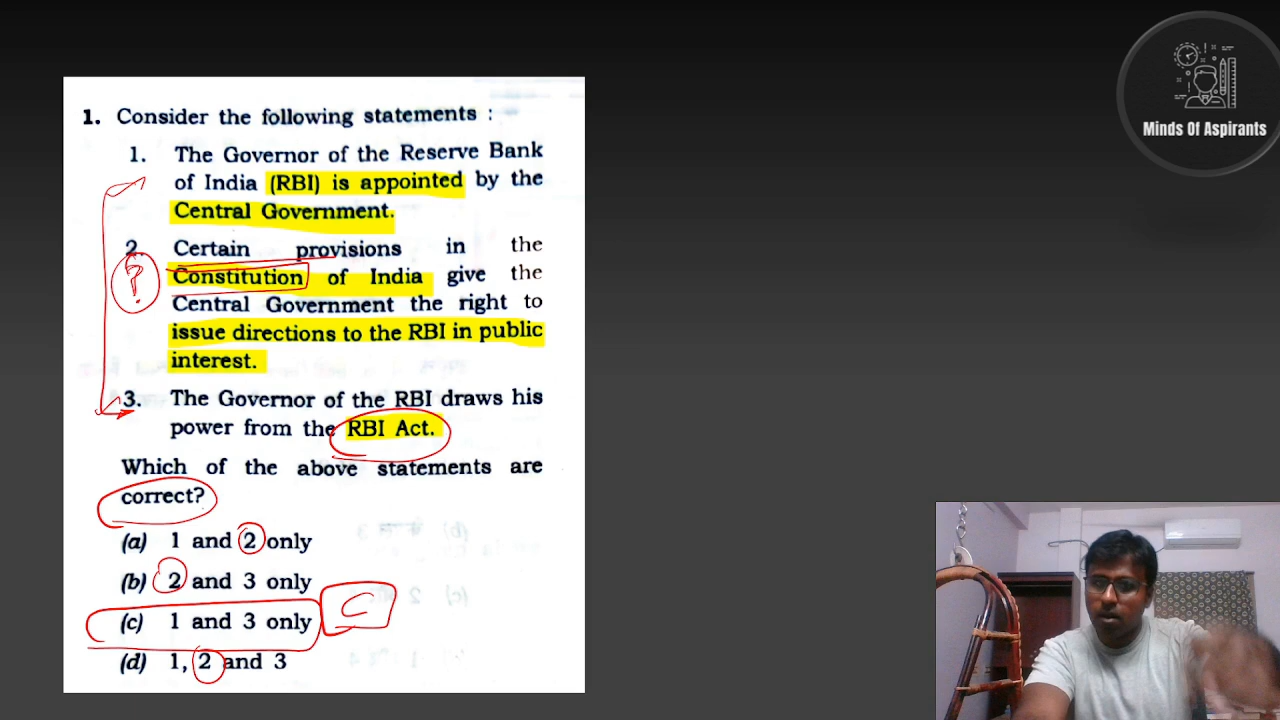 Minds Of Aspirants
1. Consider the following statements :
1. The Governor of the Reserve Bank
of India (RBI) is appointed by the
Central Government.
2. Certain provisions in the
Constitution of India give the
Central Government the right to
issue directions to the RBI in public
interest.
?
3. The Governor of the RBI draws his
power from the RBI Act.
Which of the above statements are
correct?
(a) 1 and 2 only
(b) 2 and 3 only
(c) 1 and 3 only C
(d) 1, 2 and 3